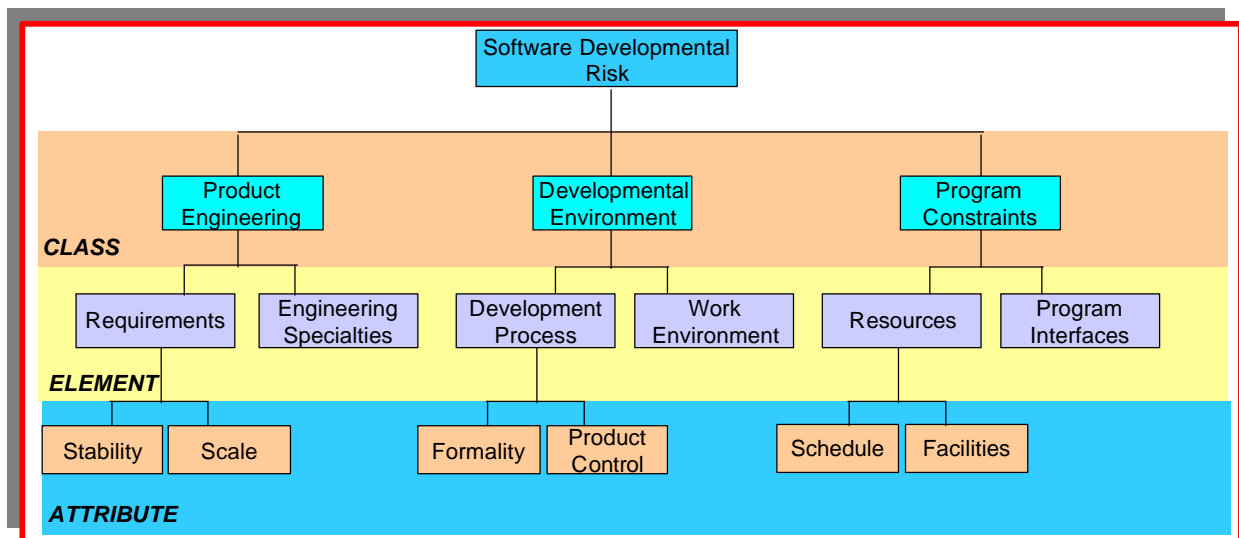 Software Developmental
Risk
Product
Engineering
Developmental
Environment
Program
Constraints
CLASS
Requirements
Engineering
Specialties
Development
Process
Work
Environment
Resources
Program
Interfaces
ELEMENT
Stability
Scale
Formality
Product
Control
Schedule
Facilities
ATTRIBUTE